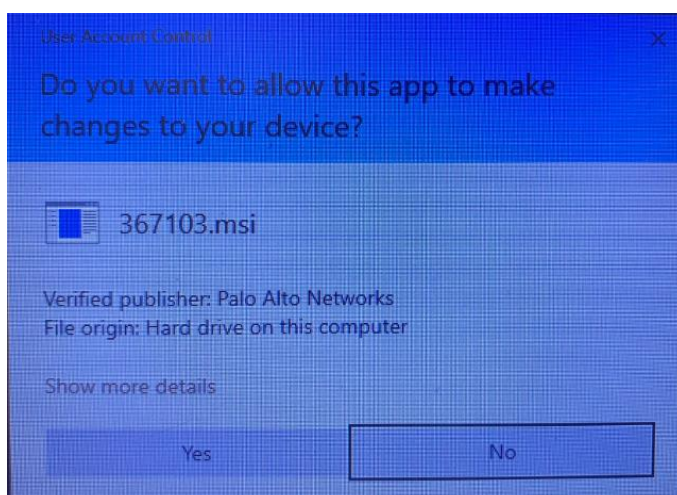 User Account Control
Do you want to allow this app to make
changes to your device?
367103.msi
Verified publisher: Palo Alto Networks
File origin: Hard drive on this computer
Show more details
Yes
No